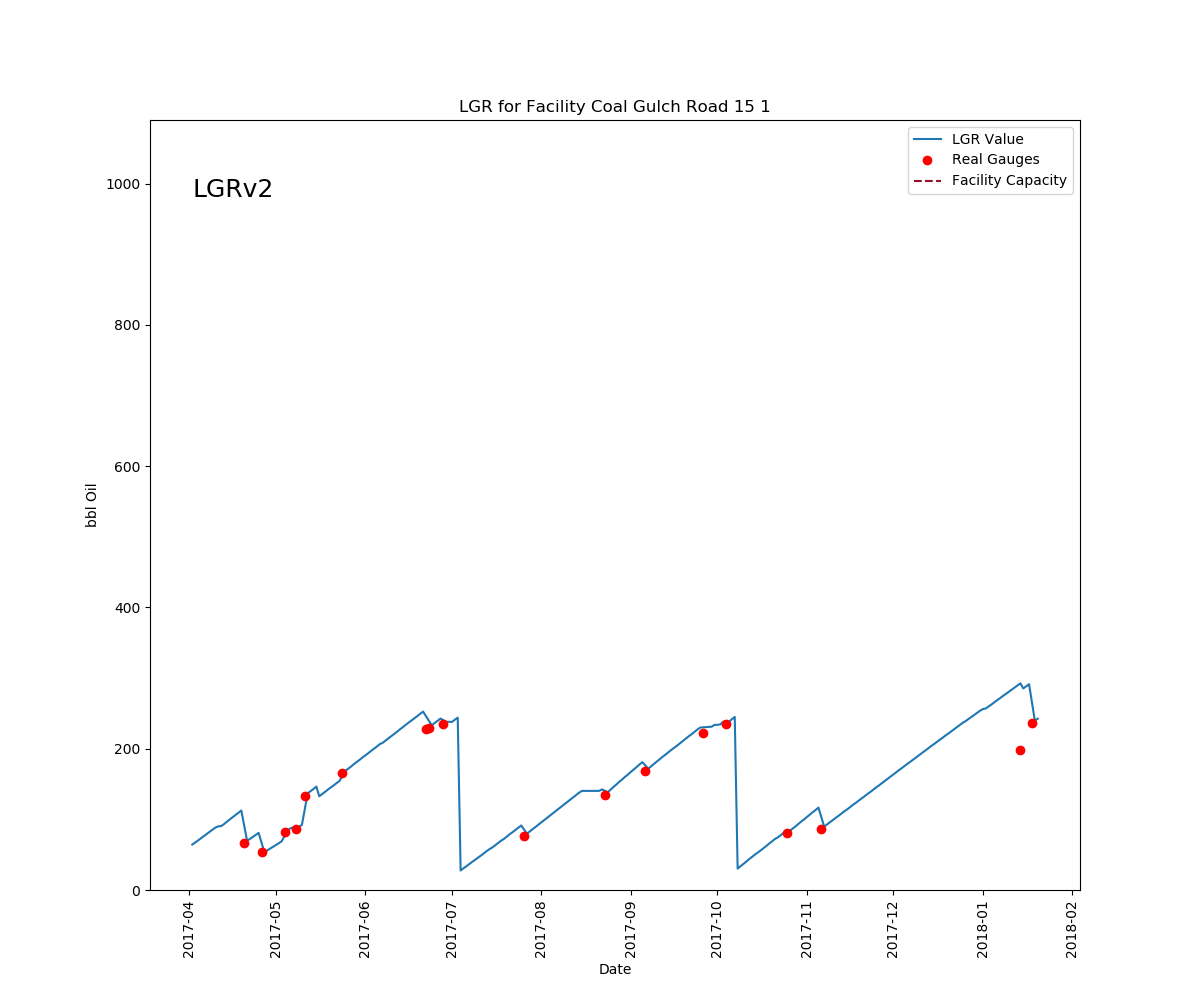 LGR for Facility Coal Gulch Road 15 1
LGR Value
Real Gauges
Facility Capacity
LGRv2
1000
800
600
400
200
0
bbl Oil
2017-04
2017-05
2017-06
2017-07
2017-08
2017-09
2017-10
2017-11
2017-12
2018-01
2018-02
Date